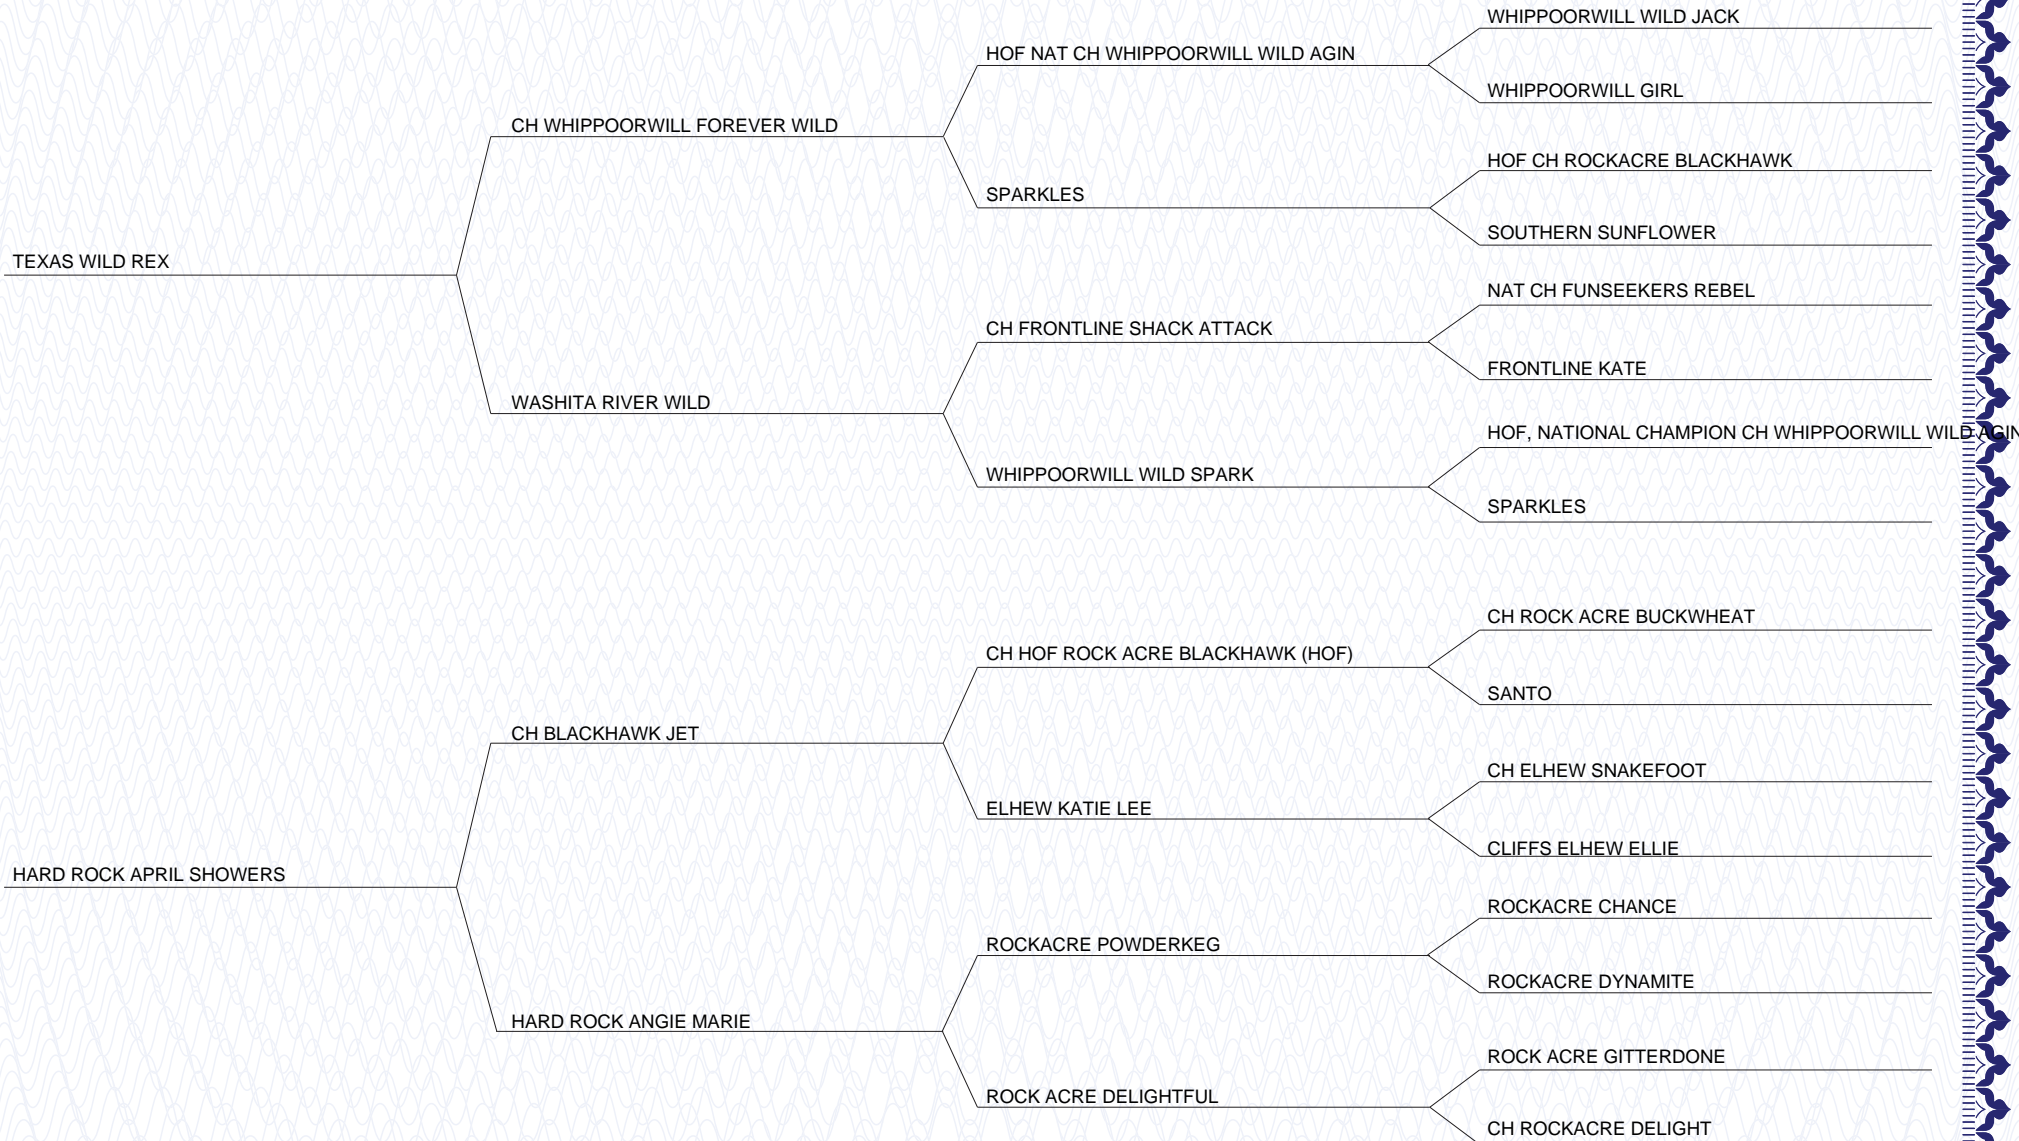 WHIPPOORWILL WILD JACK
HOF NAT CH WHIPPOORWILL WILD AGIN
WHIPPOORWILL GIRL
CH WHIPPOORWILL FOREVER WILD
HOF CH ROCKACRE BLACKHAWK
SPARKLES
SOUTHERN SUNFLOWER
TEXAS WILD REX
NAT CH FUNSEEKERS REBEL
CH FRONTLINE SHACK ATTACK
FRONTLINE KATE
WASHITA RIVER WILD
HOF, NATIONAL CHAMPION CH WHIPPOORWILL WILD AGIN
WHIPPOORWILL WILD SPARK
SPARKLES
CH ROCK ACRE BUCKWHEAT
CH HOF ROCK ACRE BLACKHAWK (HOF)
SANTO
CH BLACKHAWK JET
CH ELHEW SNAKEFOOT
ELHEW KATIE LEE
CLIFFS ELHEW ELLIE
HARD ROCK APRIL SHOWERS
ROCKACRE CHANCE
ROCKACRE POWDERKEG
ROCKACRE DYNAMITE
HARD ROCK ANGIE MARIE
ROCK ACRE GITTERDONE
ROCK ACRE DELIGHTFUL
CH ROCKACRE DELIGHT